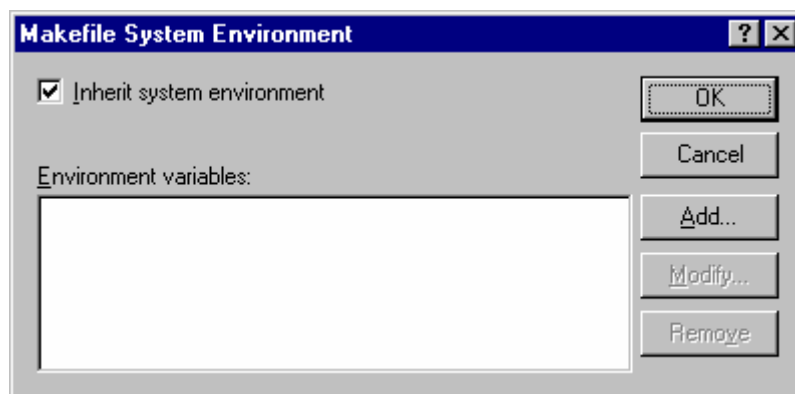 Makefile System Environment
Inherit system environment
OK
Cancel
Environment variables:
Add...
Modify...
Remove